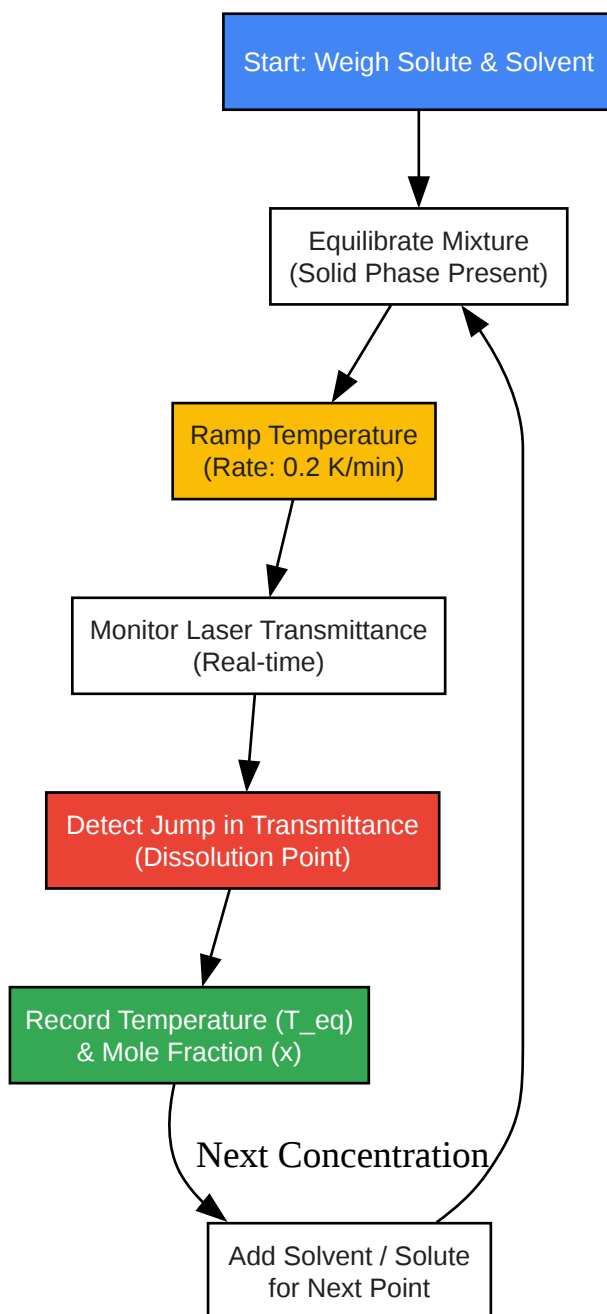 Start: Weigh Solute & Solvent
Equilibrate Mixture
(Solid Phase Present)
Ramp Temperature
(Rate: 0.2 K/min)
Monitor Laser Transmittance
(Real-time)
Detect Jump in Transmittance
(Dissolution Point)
Record Temperature (T_eq)
& Mole Fraction (x)
Next Concentration
Add Solvent / Solute
for Next Point